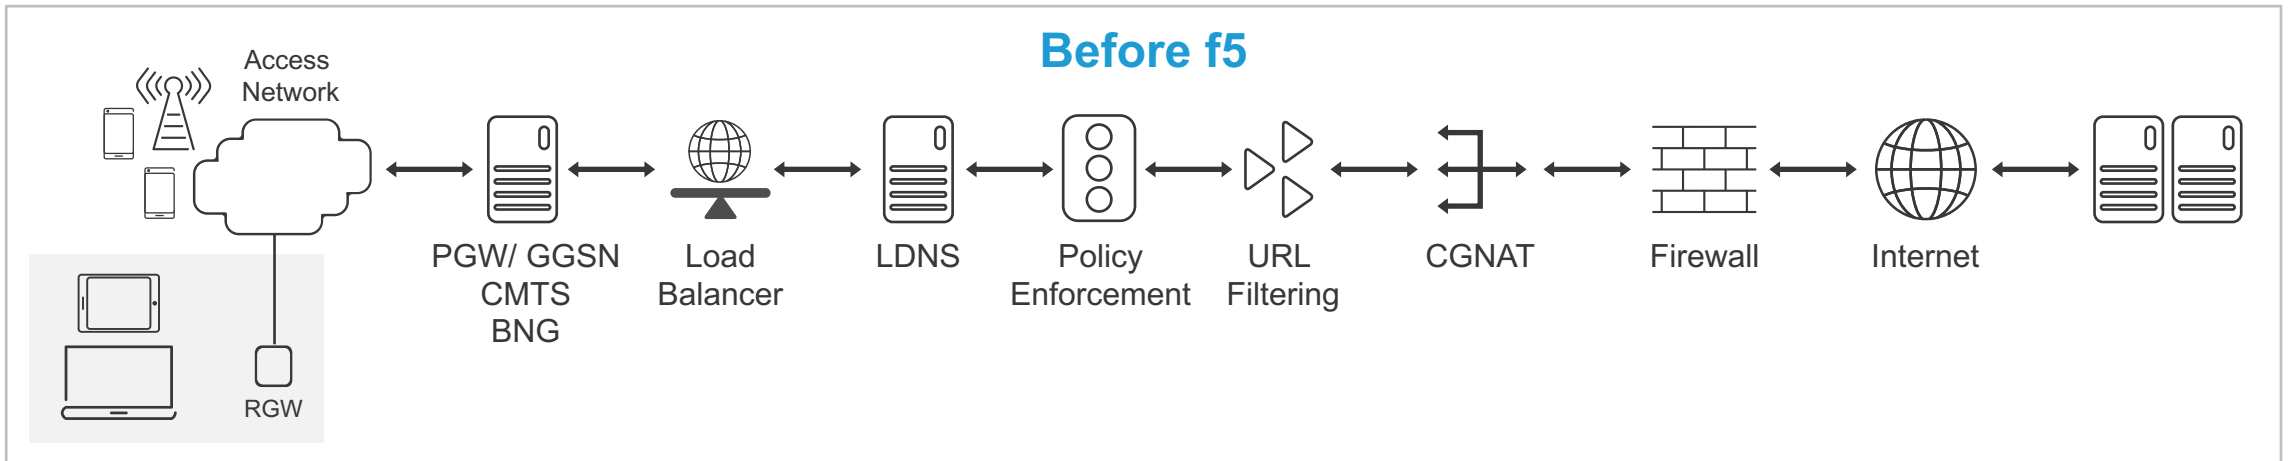 Before f5
Access
Network
PGW/ GGSN
CMTS
BNG
Load
Balancer
LDNS
Policy
Enforcement
URL
Filtering
CGNAT
Firewall
Internet
RGW